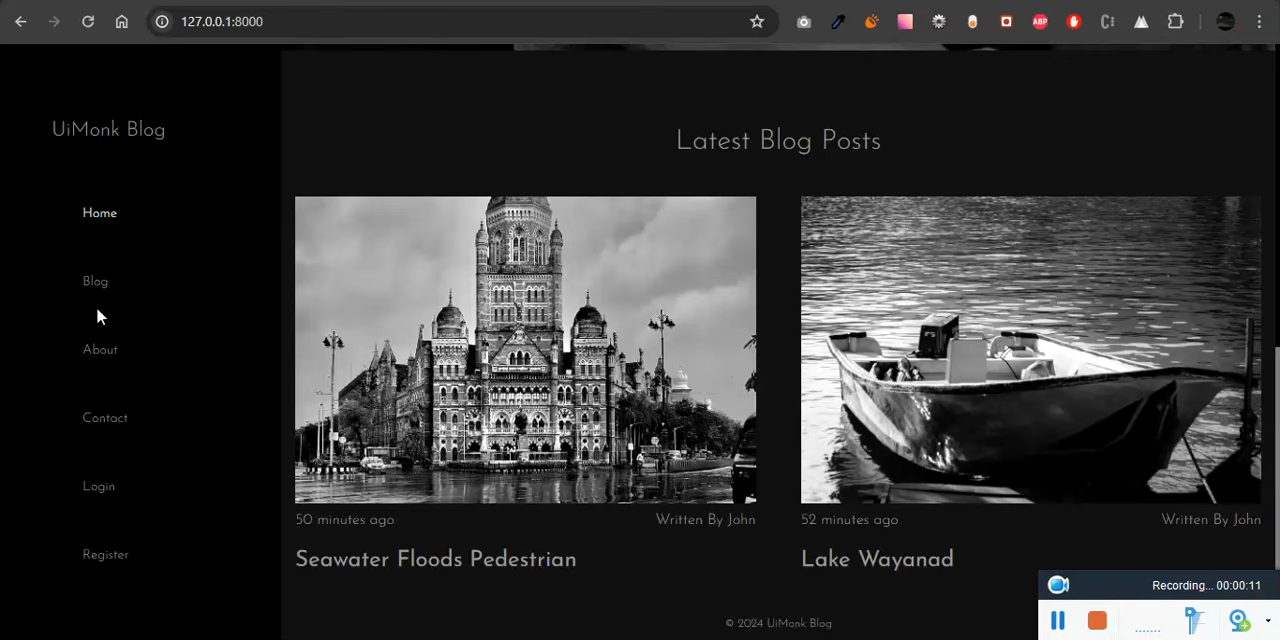 127.0.0.1:8000
ABP
UiMonk Blog
Home
Blog
About
Contact
Login
Register
Latest Blog Posts
50 minutes ago
Written By John
Seawater Floods Pedestrian
52 minutes ago
Written By John
Lake Wayanad
© 2024 UiMonk Blog
Recording... 00:00:11